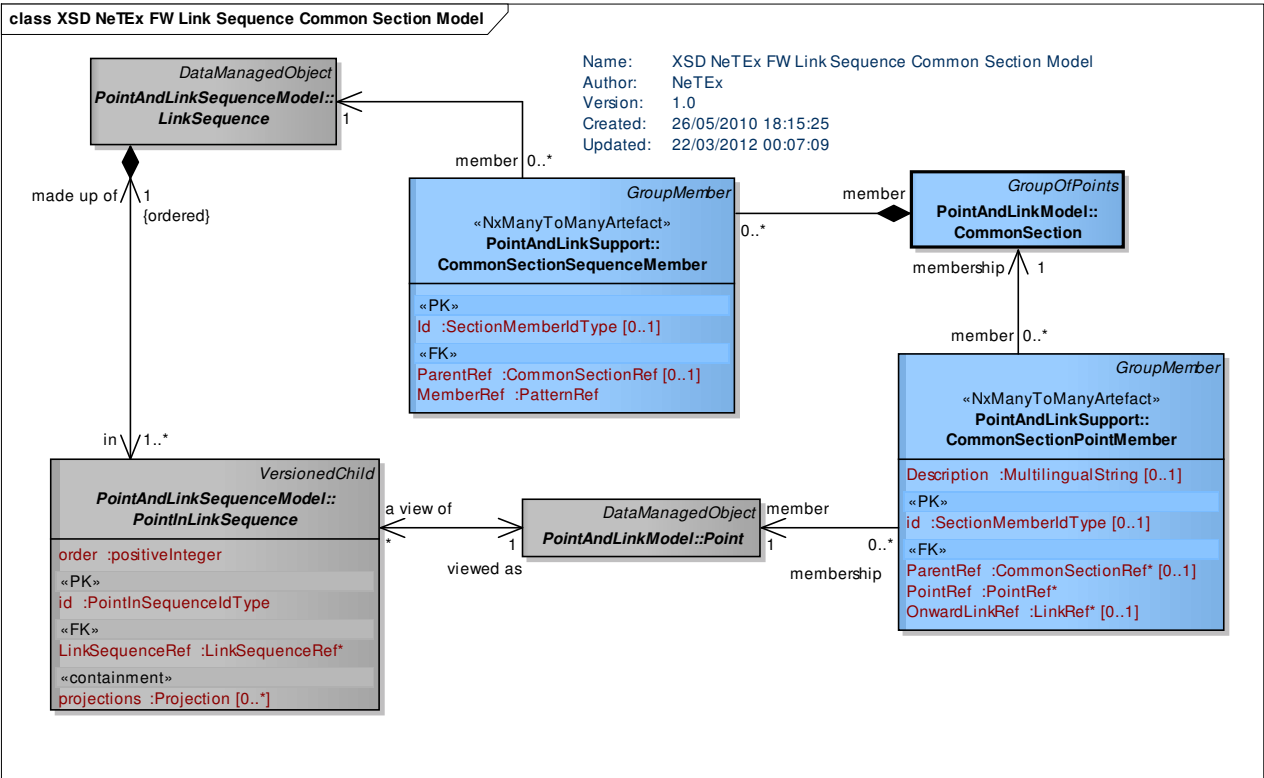 class XSD NeTEx FW Link Sequence Common Section Model
Name: XSD NeTEx FW Link Sequence Common Section Model
Author: NeTEx
Version: 1.0
Created: 26/05/2010 18:15:25
Updated: 22/03/2012 00:07:09
DataManagedObject
PointAndLinkSequenceModel::
LinkSequence
1
member 0..*
made up of 1
{ordered}
GroupMember
«NxManyToManyArtefact»
PointAndLinkSupport::
CommonSectionSequenceMember
«PK»
Id :SectionMemberIdType [0..1]
«FK»
ParentRef :CommonSectionRef [0..1]
MemberRef :PatternRef
member
0..*
GroupOfPoints
PointAndLinkModel::
CommonSection
membership 1
member 0..*
GroupMember
«NxManyToManyArtefact»
PointAndLinkSupport::
CommonSectionPointMember
Description :MultilingualString [0..1]
«PK»
id :SectionMemberIdType [0..1]
«FK»
ParentRef :CommonSectionRef* [0..1]
PointRef :PointRef*
OnwardLinkRef :LinkRef* [0..1]
in 1..*
VersionedChild
PointAndLinkSequenceModel::
PointInLinkSequence
order :positiveInteger
«PK»
id :PointInSequenceIdType
«FK»
LinkSequenceRef :LinkSequenceRef*
«containment»
projections :Projection [0..*]
a view of
*
1
viewed as
DataManagedObject
PointAndLinkModel::Point
member
1
0..*
membership